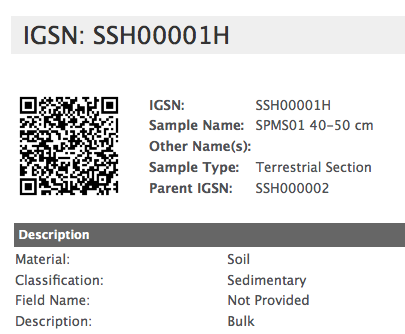 IGSN: SSH00001H
IGSN: SSH00001H
Sample Name: SPMS01 40-50 cm
Other Name(s):
Sample Type: Terrestrial Section
Parent IGSN: SSH000002
Description
Material: Soil
Classification: Sedimentary
Field Name: Not Provided
Description: Bulk